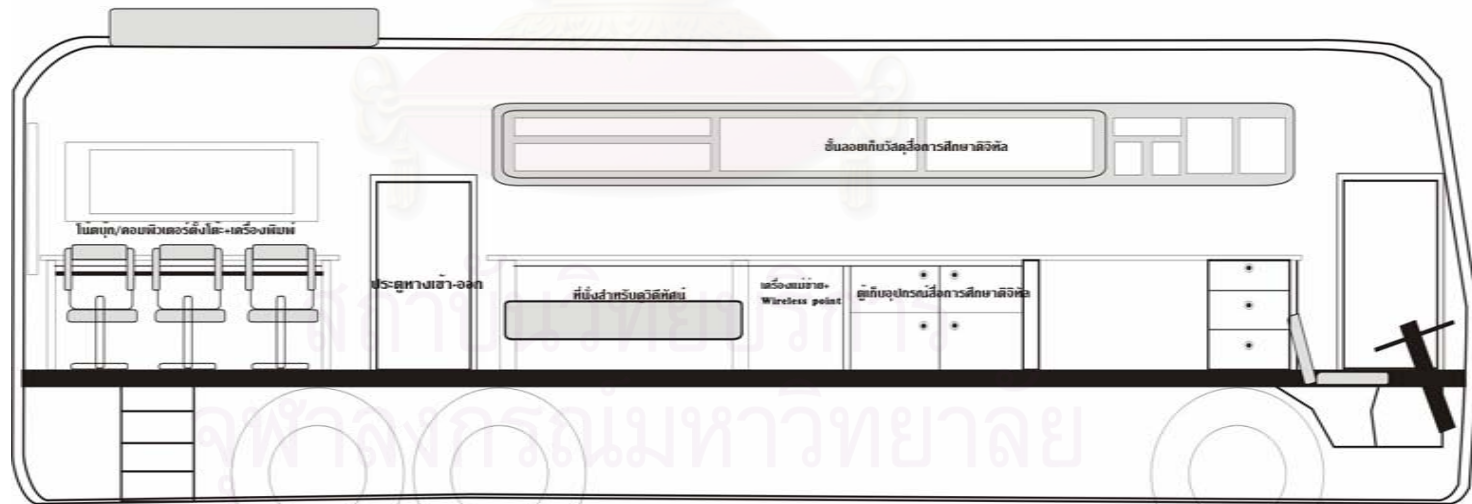 ชั้นลอยเก็บวัสดุสื่อการศึกษาดิจิทัล
โน้ตบุ๊ก/คอมพิวเตอร์ตั้งโต๊ะ+เครื่องพิมพ์
ประตูทางเข้า-ออก
ที่นั่งสำหรับดูวิดีทัศน์
เครื่องแม่ข่าย+
Wireless point
ตู้เก็บอุปกรณ์สื่อการศึกษาดิจิทัล
สถาบันวิทยบริการ
จุฬาลงกรณ์มหาวิทยาลัย